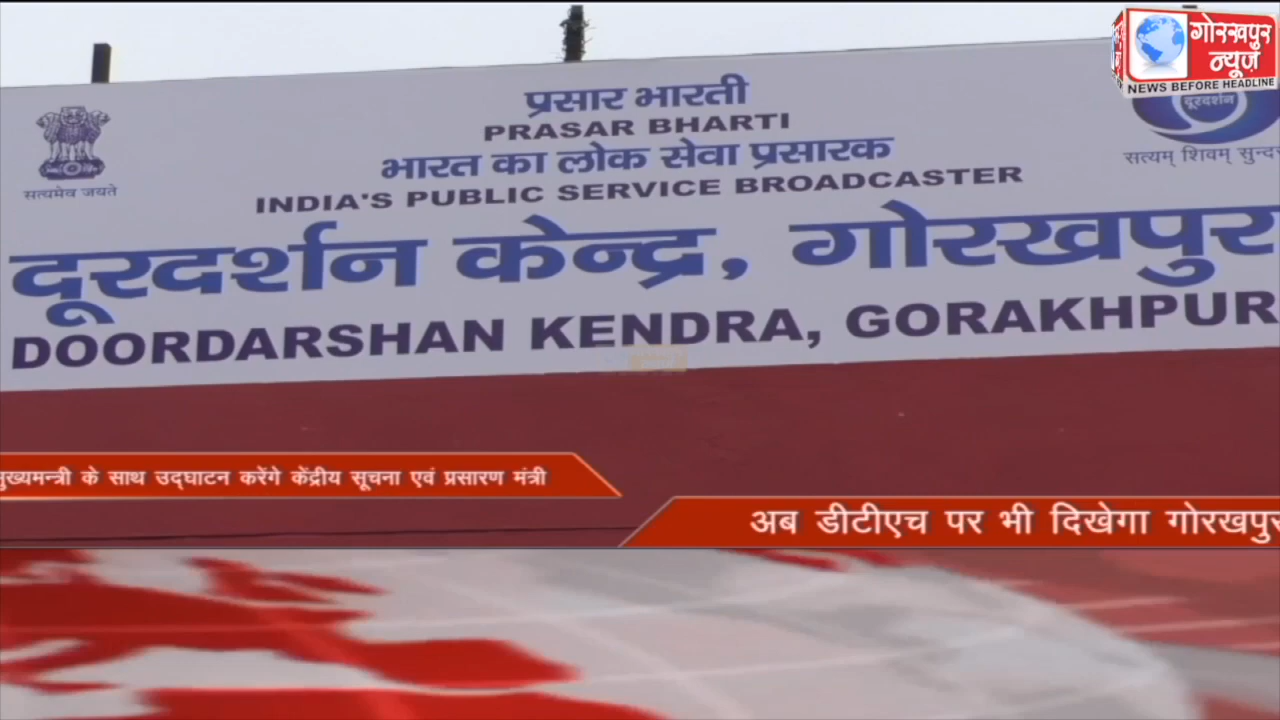 गोरखपुर
न्यूज़
NEWS BEFORE HEADLINE
प्रसार भारती
PRASAR BHARTI
भारत का लोक सेवा प्रसारक
INDIA'S PUBLIC SERVICE BROADCASTER
सत्यमेव जयते
दूरदर्शन
सत्यम् शिवम्
दूरदर्शन केन्द्र, गोरखपुर
DOORDARSHAN KENDRA, GORAKHPUR
के साथ उद्घाटन करेंगे केंद्रीय सूचना एवं प्रसारण मंत्री
अब डीटीएच पर भी दिखेगा गोरखपुर